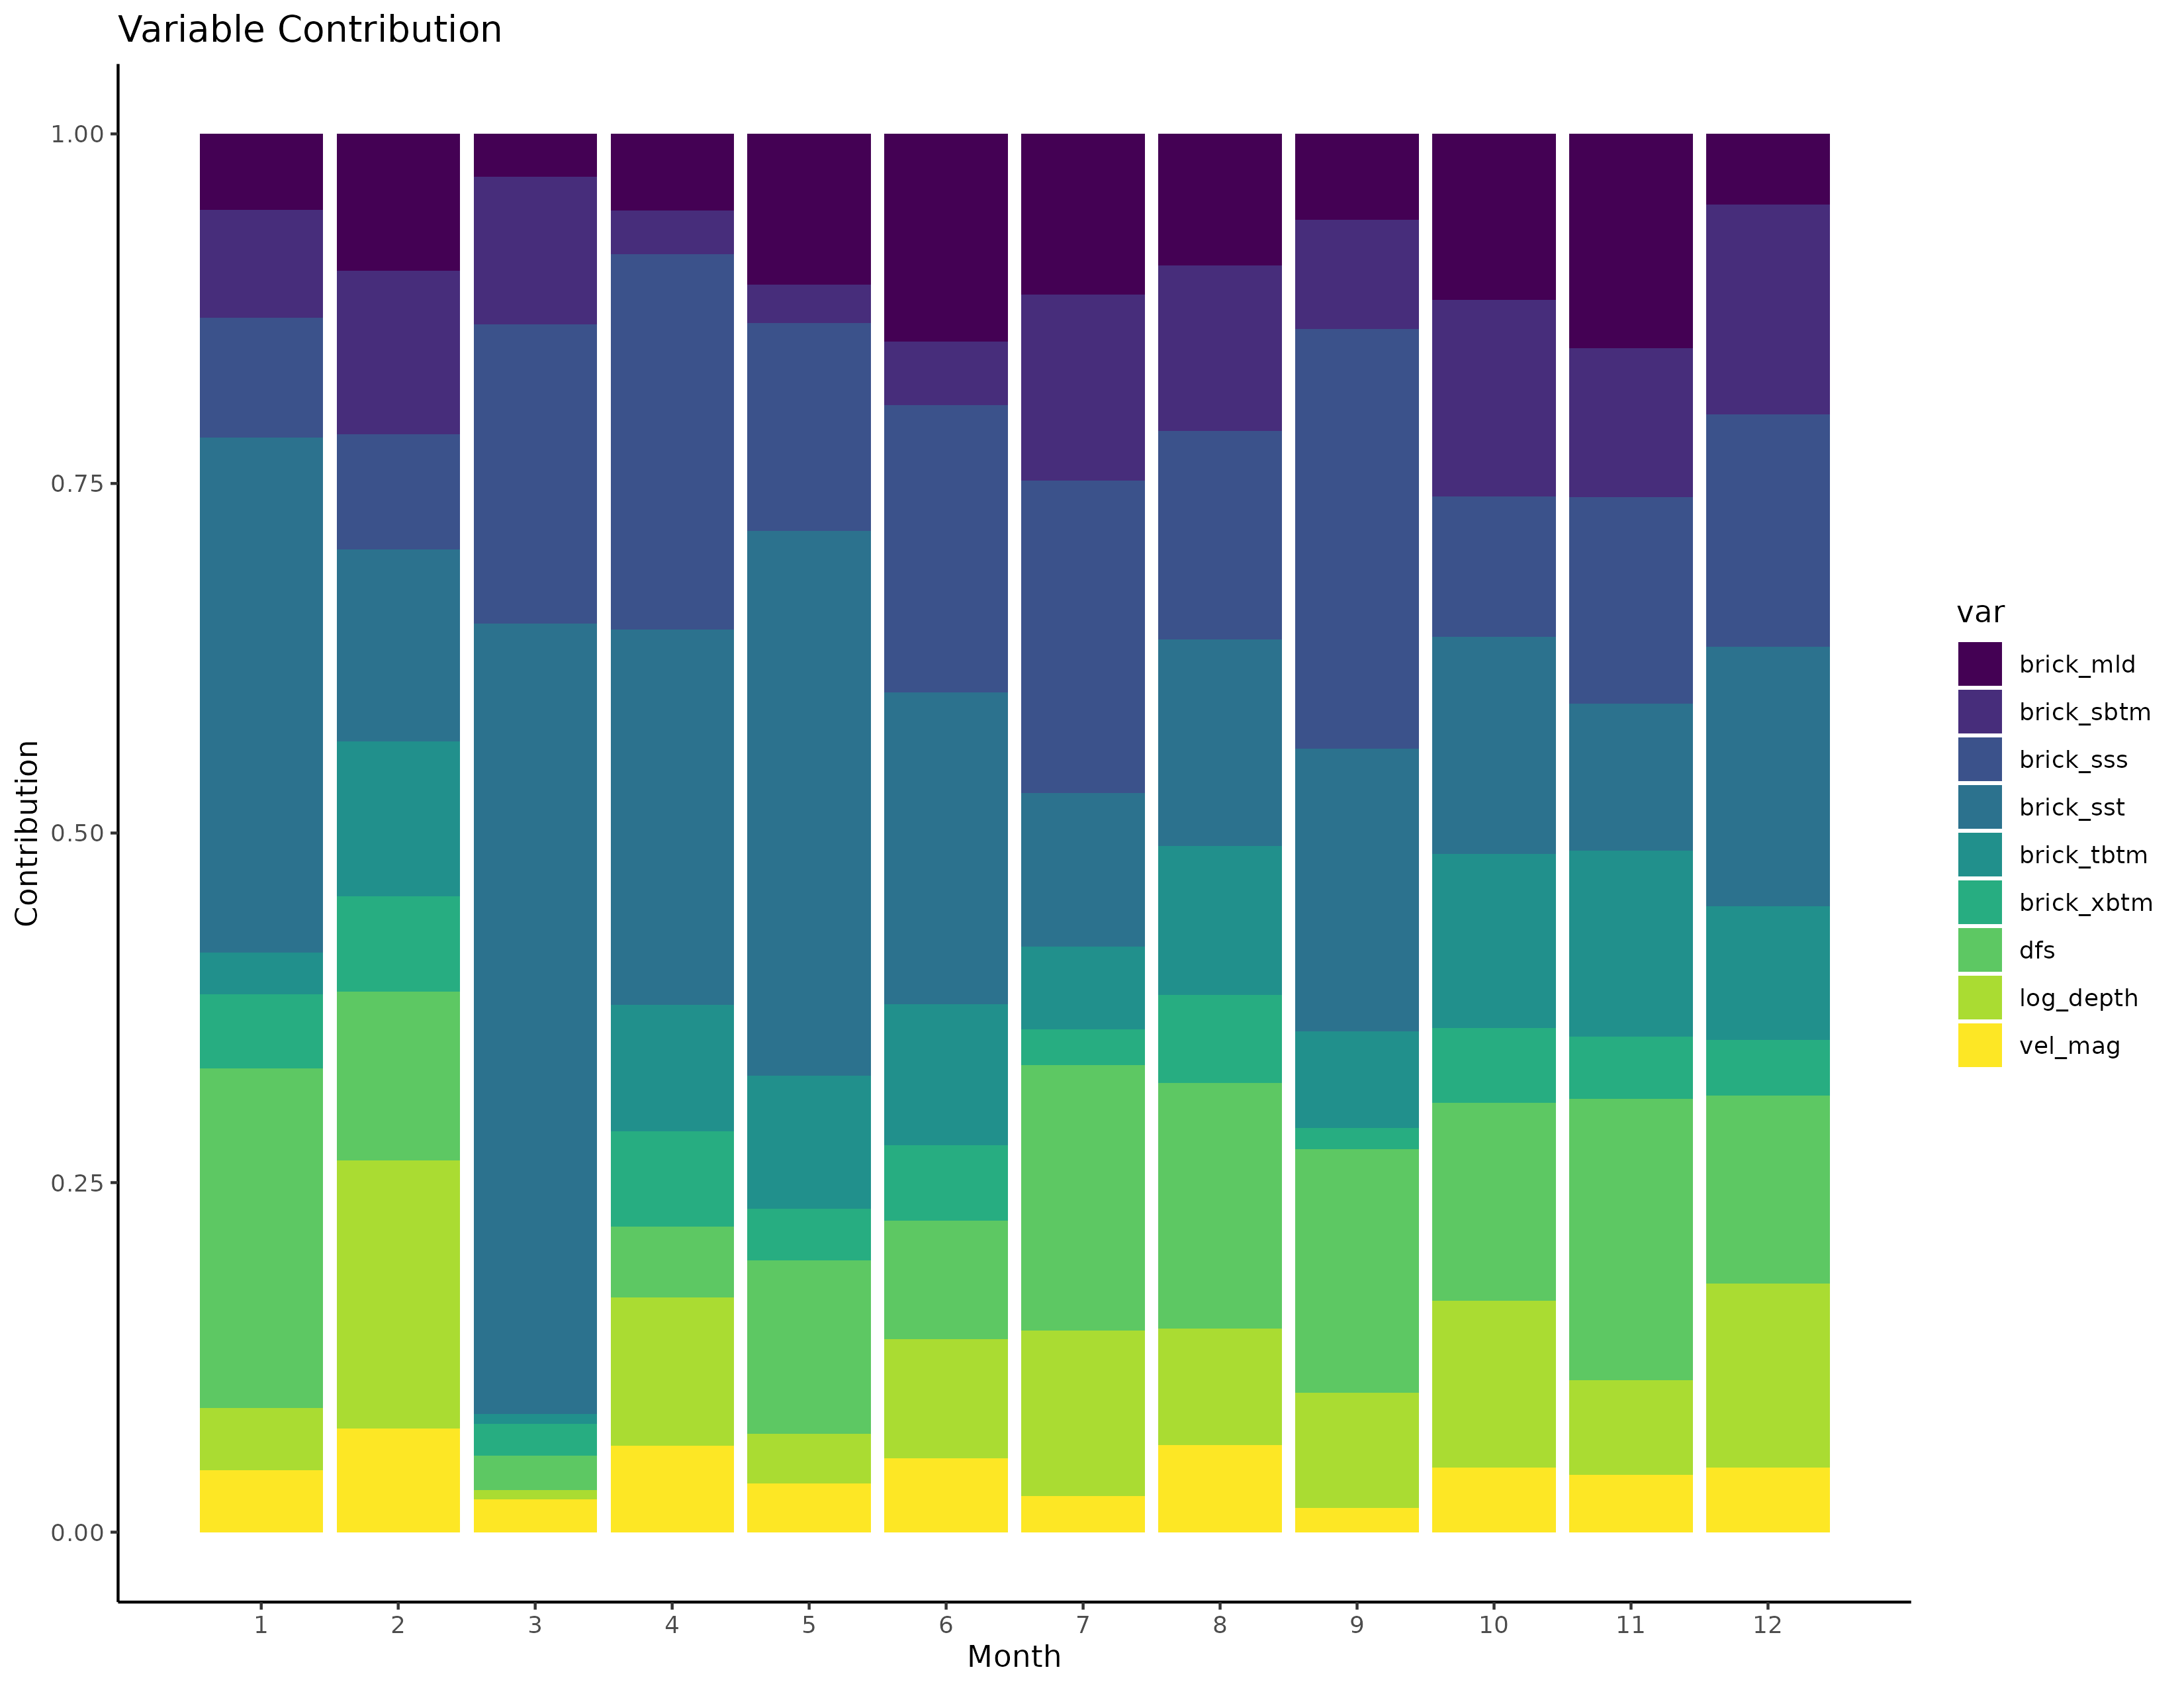 Variable Contribution
1.00
0.75
0.50
0.25
0.00
Contribution
1 2 3 4 5 6 7 8 9 10 11 12
Month
var
brick_mld
brick_sbtm
brick_sss
brick_sst
brick_tbtm
brick_xbtm
dfs
log_depth
vel_mag